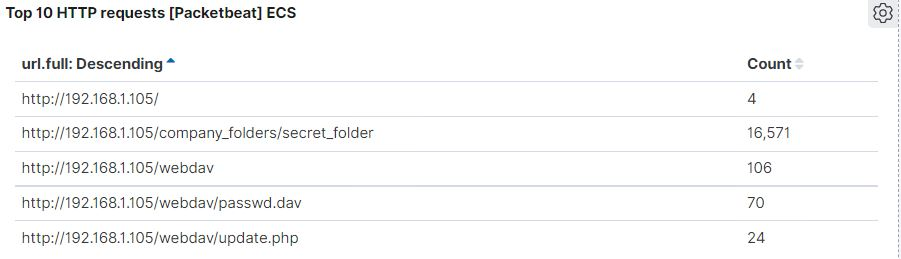 Top 10 HTTP requests [Packetbeat] ECS
url.full: Descending Count
http://192.168.1.105/ 4
http://192.168.1.105/company_folders/secret_folder 16,571
http://192.168.1.105/webdav 106
http://192.168.1.105/webdav/passwd.dav 70
http://192.168.1.105/webdav/update.php 24